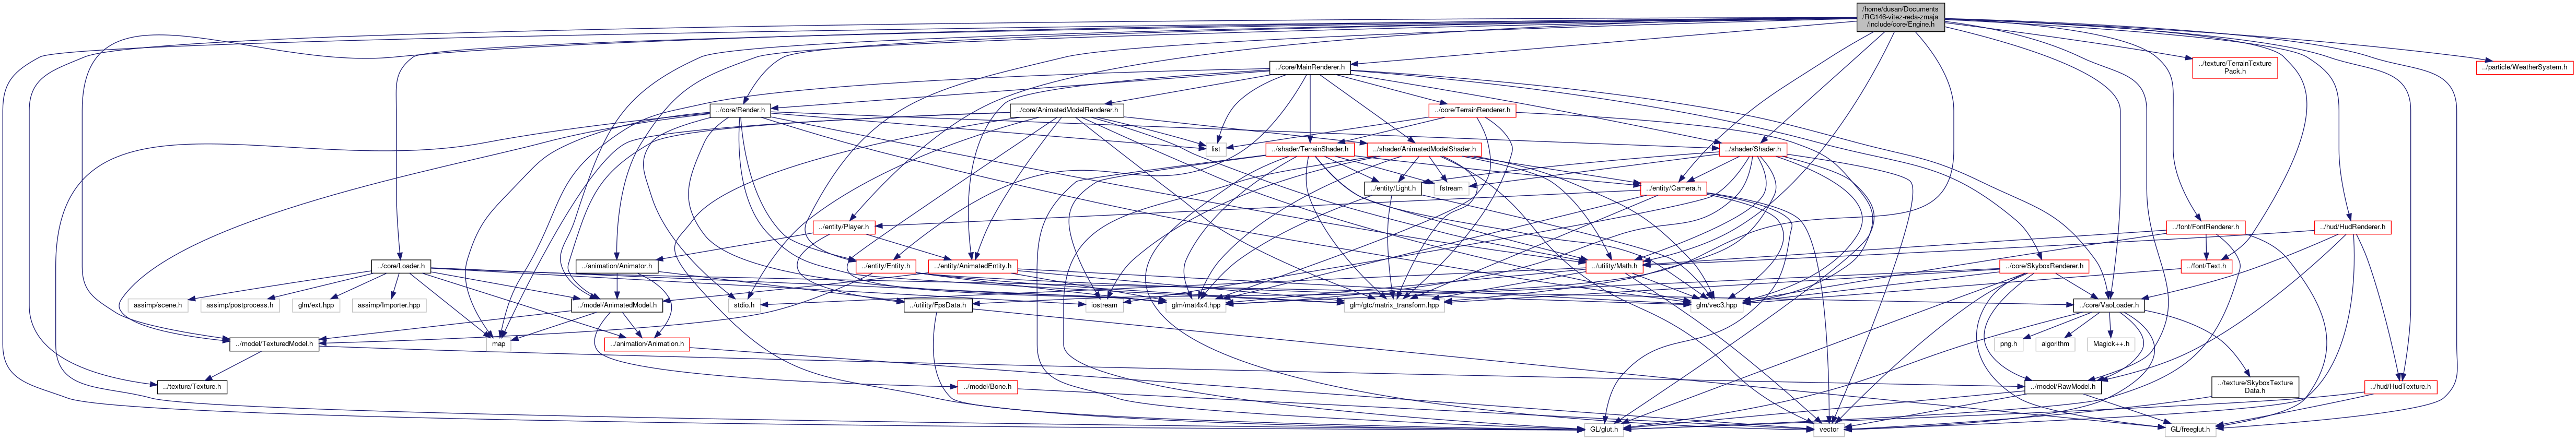 /home/dusan/Documents
/RG146-vitez-reda-zmaja
/include/core/Engine.h
../core/MainRenderer.h
../texture/TerrainTexture
Pack.h
../particle/WeatherSystem.h
../core/Render.h
../core/AnimatedModelRenderer.h
../core/TerrainRenderer.h
list
../shader/TerrainShader.h
../shader/AnimatedModelShader.h
../shader/Shader.h
../entity/Light.h
fstream
../entity/Camera.h
../entity/Player.h
../font/FontRenderer.h
../hud/HudRenderer.h
../core/Loader.h
../animation/Animator.h
../entity/Entity.h
../entity/AnimatedEntity.h
../utility/Math.h
../core/SkyboxRenderer.h
../font/Text.h
assimp/scene.h
assimp/postprocess.h
glm/ext.hpp
assimp/Importer.hpp
../model/AnimatedModel.h
stdio.h
../utility/FpsData.h
iostream
glm/mat4x4.hpp
glm/gtc/matrix_transform.hpp
glm/vec3.hpp
../core/VaoLoader.h
../model/TexturedModel.h
map
../animation/Animation.h
png.h
algorithm
Magick++.h
../texture/Texture.h
../model/Bone.h
../model/RawModel.h
../texture/SkyboxTexture
Data.h
../hud/HudTexture.h
GL/glut.h
vector
GL/freeglut.h